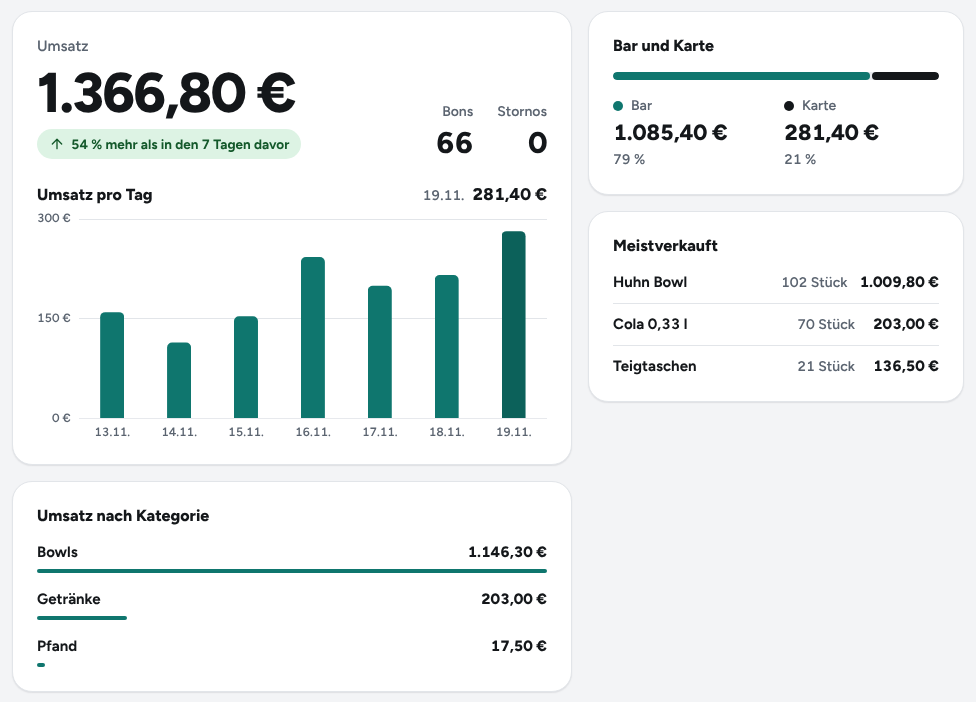 Umsatz
1.366,80 €
54 % mehr als in den 7 Tagen davor
Bons
66
Stornos
0
Umsatz pro Tag
19.11. 281,40 €
300 €
150 €
0 €
13.11. 14.11. 15.11. 16.11. 17.11. 18.11. 19.11.
Umsatz nach Kategorie
Bowls 1.146,30 €
Getränke 203,00 €
Pfand 17,50 €
Bar und Karte
Bar
1.085,40 €
79 %
Karte
281,40 €
21 %
Meistverkauft
Huhn Bowl 102 Stück 1.009,80 €
Cola 0,33 l 70 Stück 203,00 €
Teigtaschen 21 Stück 136,50 €